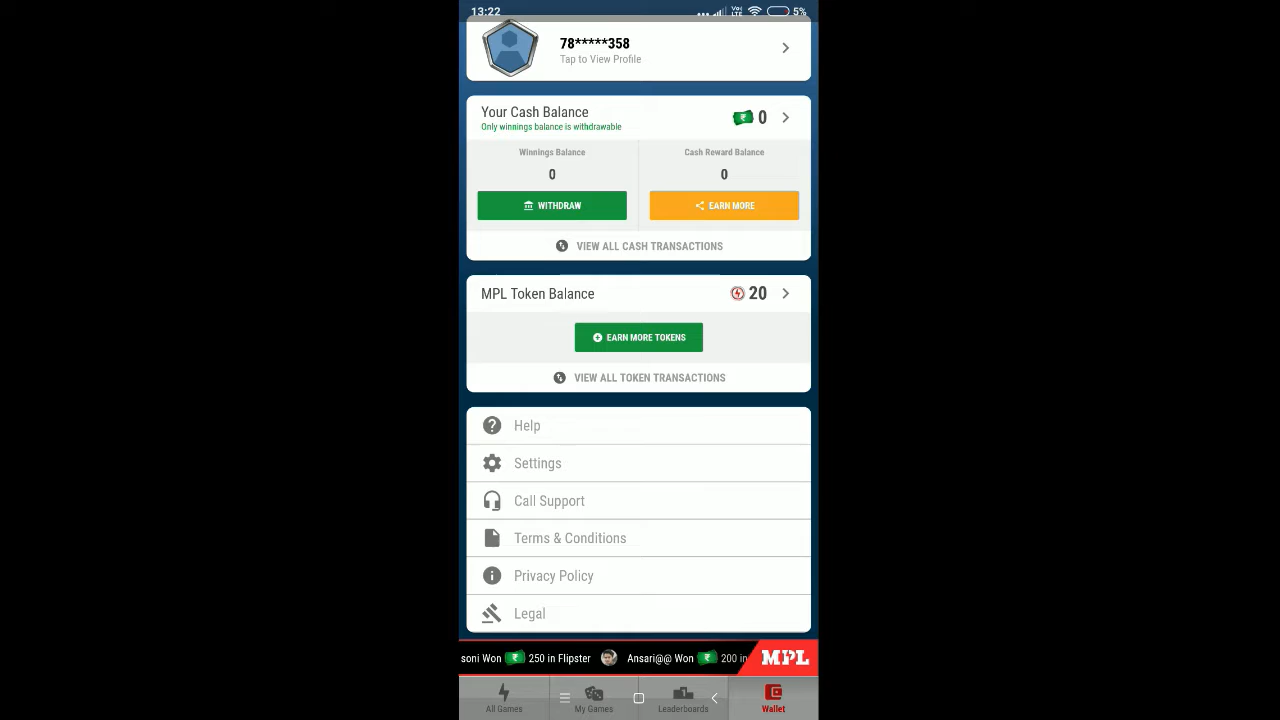 13:22
Vo) LTE 5%
78*****358
Tap to View Profile
Your Cash Balance 0
Only winnings balance is withdrawable
Winnings Balance Cash Reward Balance
0 0
WITHDRAW EARN MORE
VIEW ALL CASH TRANSACTIONS
MPL Token Balance 20
EARN MORE TOKENS
VIEW ALL TOKEN TRANSACTIONS
Help
Settings
Call Support
Terms & Conditions
Privacy Policy
Legal
soni Won ₹ 250 in Flipster Ansari@@ Won ₹ 200 in MPL
All Games My Games Leaderboards Wallet